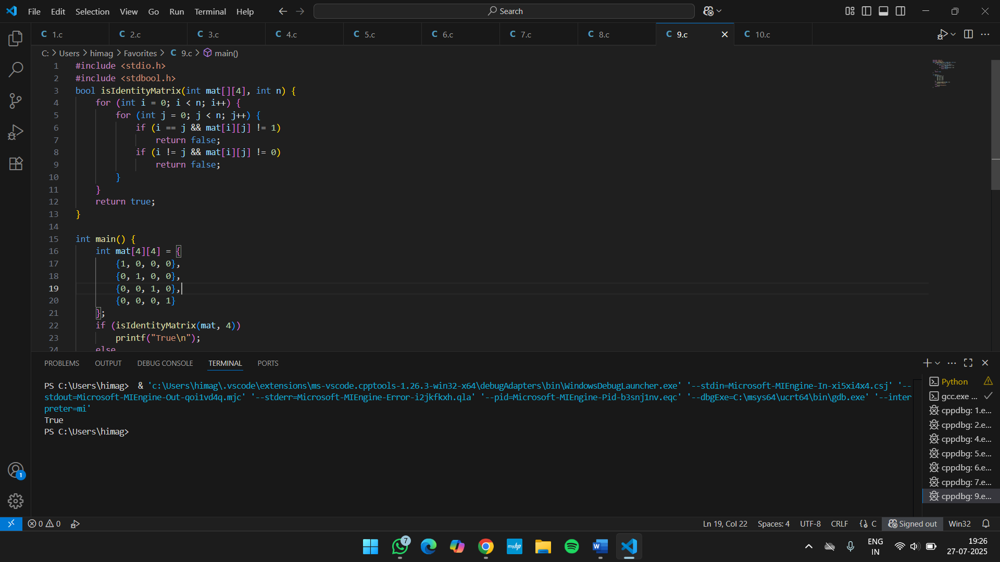 File Edit Selection View Go Run Terminal Help
Search
C 1.c
C 2.c
C 3.c
C 4.c
C 5.c
C 6.c
C 7.c
C 8.c
C 9.c
C 10.c
C: > Users > himag > Favorites > C 9.c > main()
1 #include <stdio.h>
2 #include <stdbool.h>
3 bool isIdentityMatrix(int mat[][4], int n) {
4     for (int i = 0; i < n; i++) {
5         for (int j = 0; j < n; j++) {
6             if (i == j && mat[i][j] != 1)
7                 return false;
8             if (i != j && mat[i][j] != 0)
9                 return false;
10         }
11     }
12     return true;
13 }
14
15 int main() {
16     int mat[4][4] = {
17         {1, 0, 0, 0},
18         {0, 1, 0, 0},
19         {0, 0, 1, 0},
20         {0, 0, 0, 1}
21     };
22     if (isIdentityMatrix(mat, 4))
23         printf("True\n");
24     else
PROBLEMS OUTPUT DEBUG CONSOLE TERMINAL PORTS
PS C:\Users\himag>  & 'c:\Users\himag\.vscode\extensions\ms-vscode.cpptools-1.26.3-win32-x64\debugAdapters\bin\WindowsDebugLauncher.exe' '--stdin=Microsoft-MIEngine-In-xi5xi4x4.csj' '--
stdout=Microsoft-MIEngine-Out-qoi1vd4q.mjc' '--stderr=Microsoft-MIEngine-Error-i2jkfkxh.qla' '--pid=Microsoft-MIEngine-Pid-b3snj1nv.eqc' '--dbgExe=C:\msys64\ucrt64\bin\gdb.exe' '--inter
preter=mi'
True
PS C:\Users\himag>
Python
gcc.exe ...
cppdbg: 1.e...
cppdbg: 2.e...
cppdbg: 4.e...
cppdbg: 5.e...
cppdbg: 6.e...
cppdbg: 7.e...
cppdbg: 9.e...
1
0 0
Ln 19, Col 22 Spaces: 4 UTF-8 CRLF {} C Signed out Win32
7
myhp
W
ENG
IN
19:26
27-07-2025